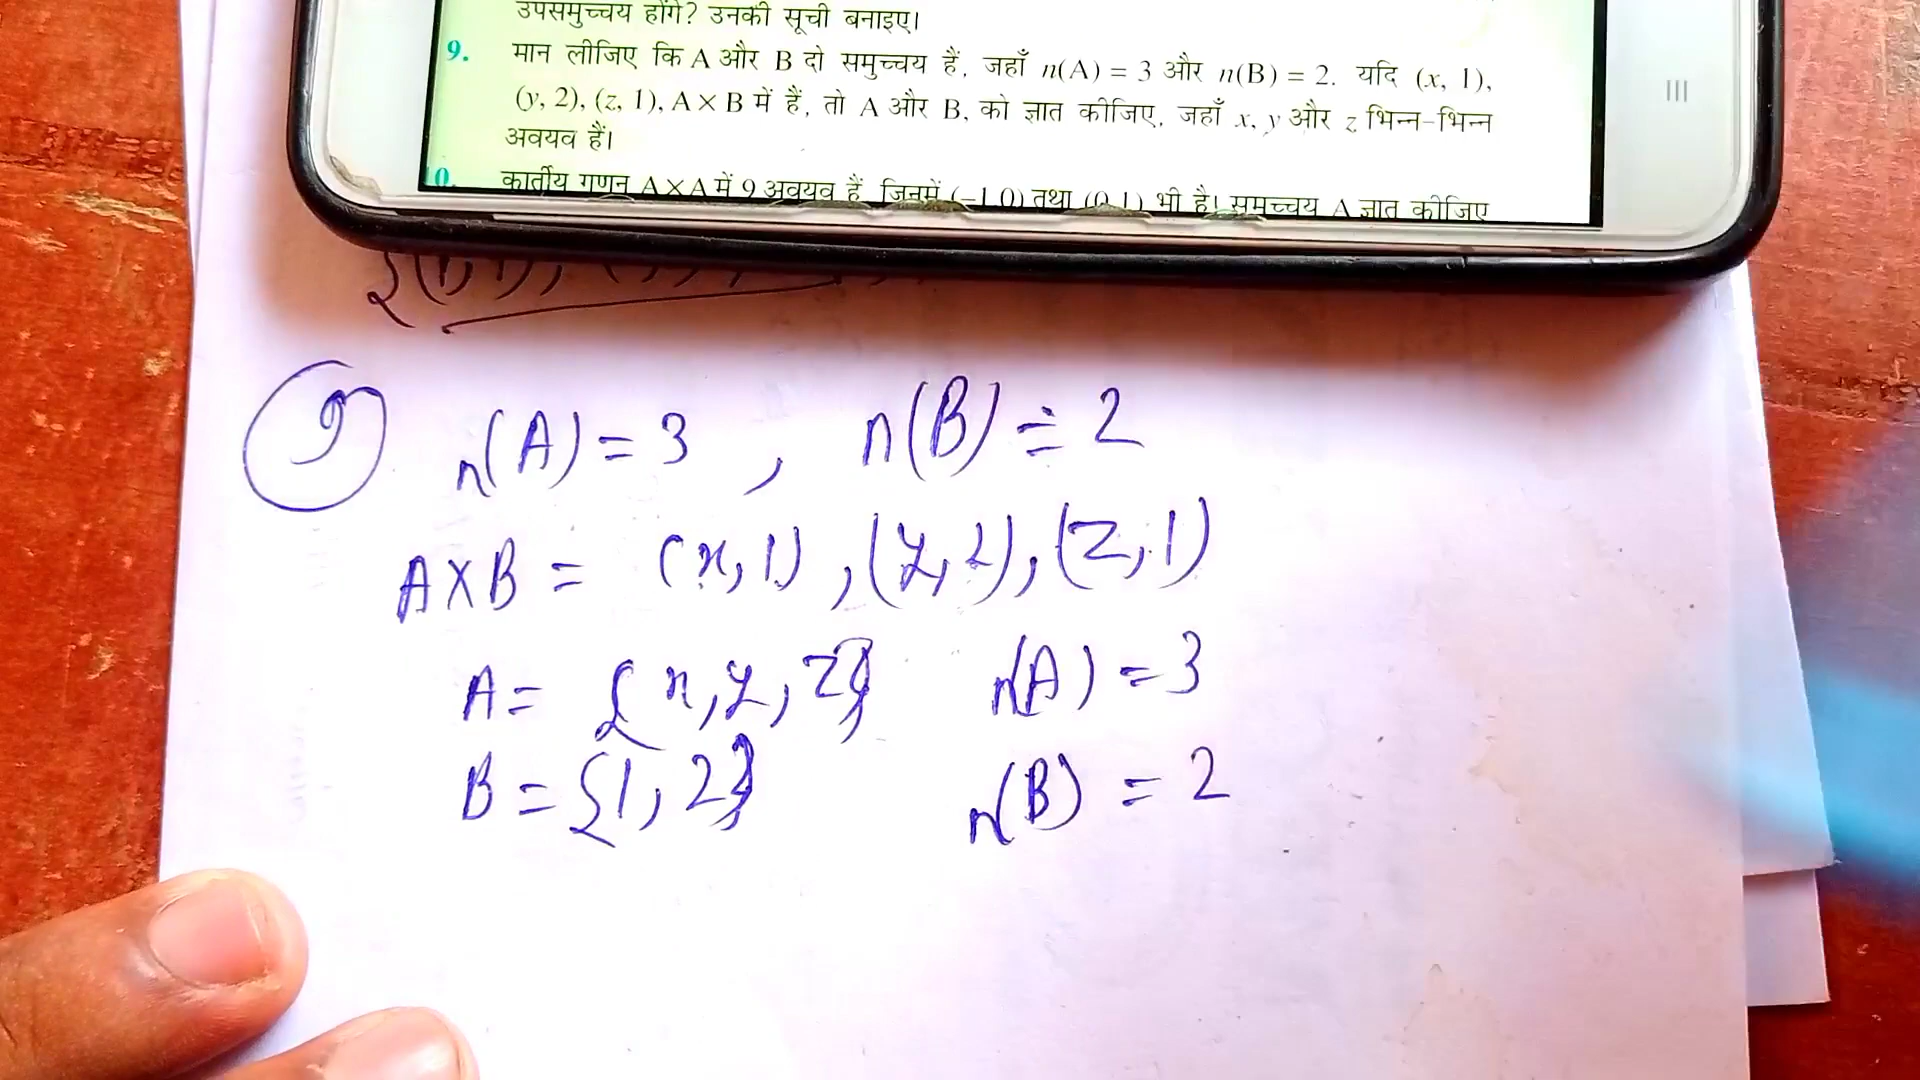 उपसमुच्चय होंगे? उनकी सूची बनाइए।
9. मान लीजिए कि A और B दो समुच्चय हैं, जहाँ n(A) = 3 और n(B) = 2. यदि (x, 1),
(y, 2), (z, 1), A × B में हैं, तो A और B, को ज्ञात कीजिए, जहाँ x, y और z भिन्न-भिन्न
अवयव हैं।
10. कार्तीय गुणन A × A में 9 अवयव हैं, जिनमें (–1, 0) तथा (0, 1) भी है। समुच्चय A ज्ञात कीजिए
9 n(A) = 3 , n(B) = 2
A×B = (x, 1) , (y, 2), (z, 1)
A = {x, y, z} n(A) = 3
B = {1, 2} n(B) = 2